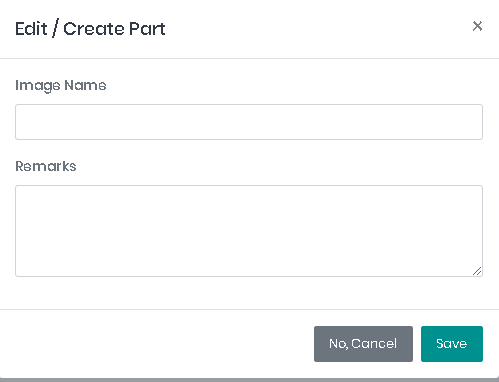 Edit / Create Part ×
Image Name
Remarks
No, Cancel Save